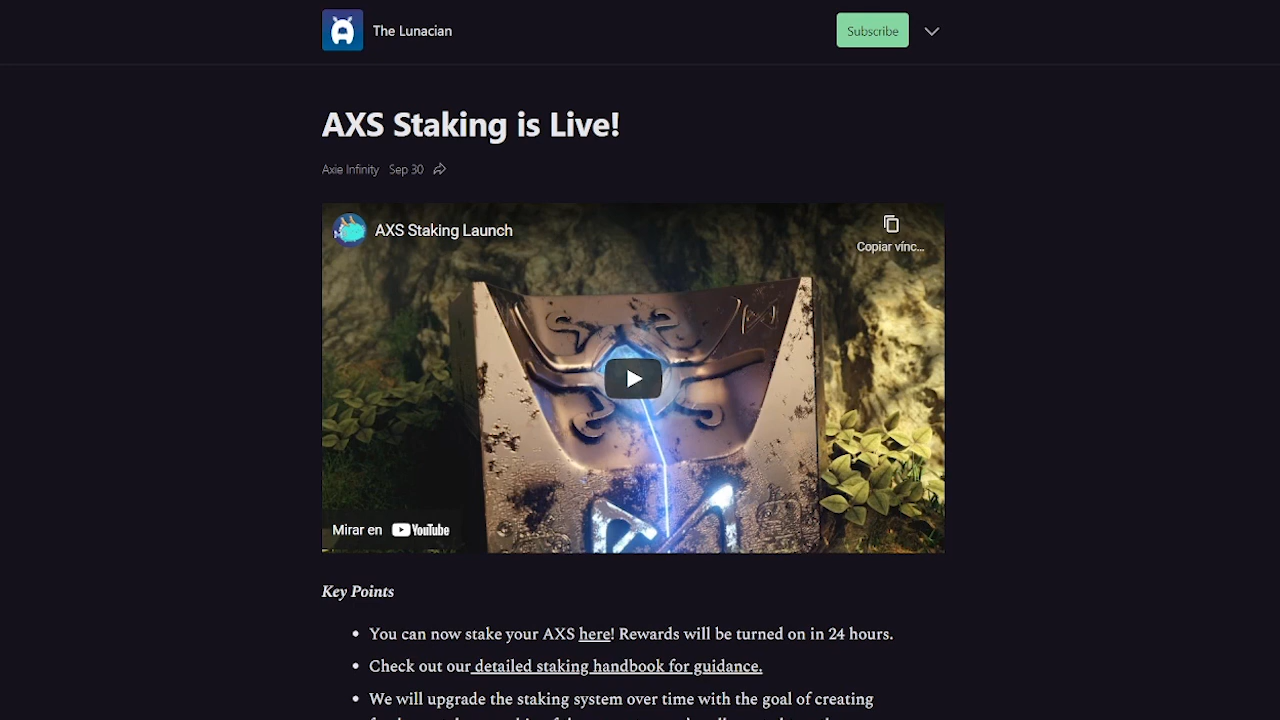 The Lunacian
Subscribe
AXS Staking is Live!
Axie Infinity Sep 30
AXS Staking Launch
Copiar vínc...
Mirar en YouTube
Key Points
• You can now stake your AXS here! Rewards will be turned on in 24 hours.
• Check out our detailed staking handbook for guidance.
• We will upgrade the staking system over time with the goal of creating